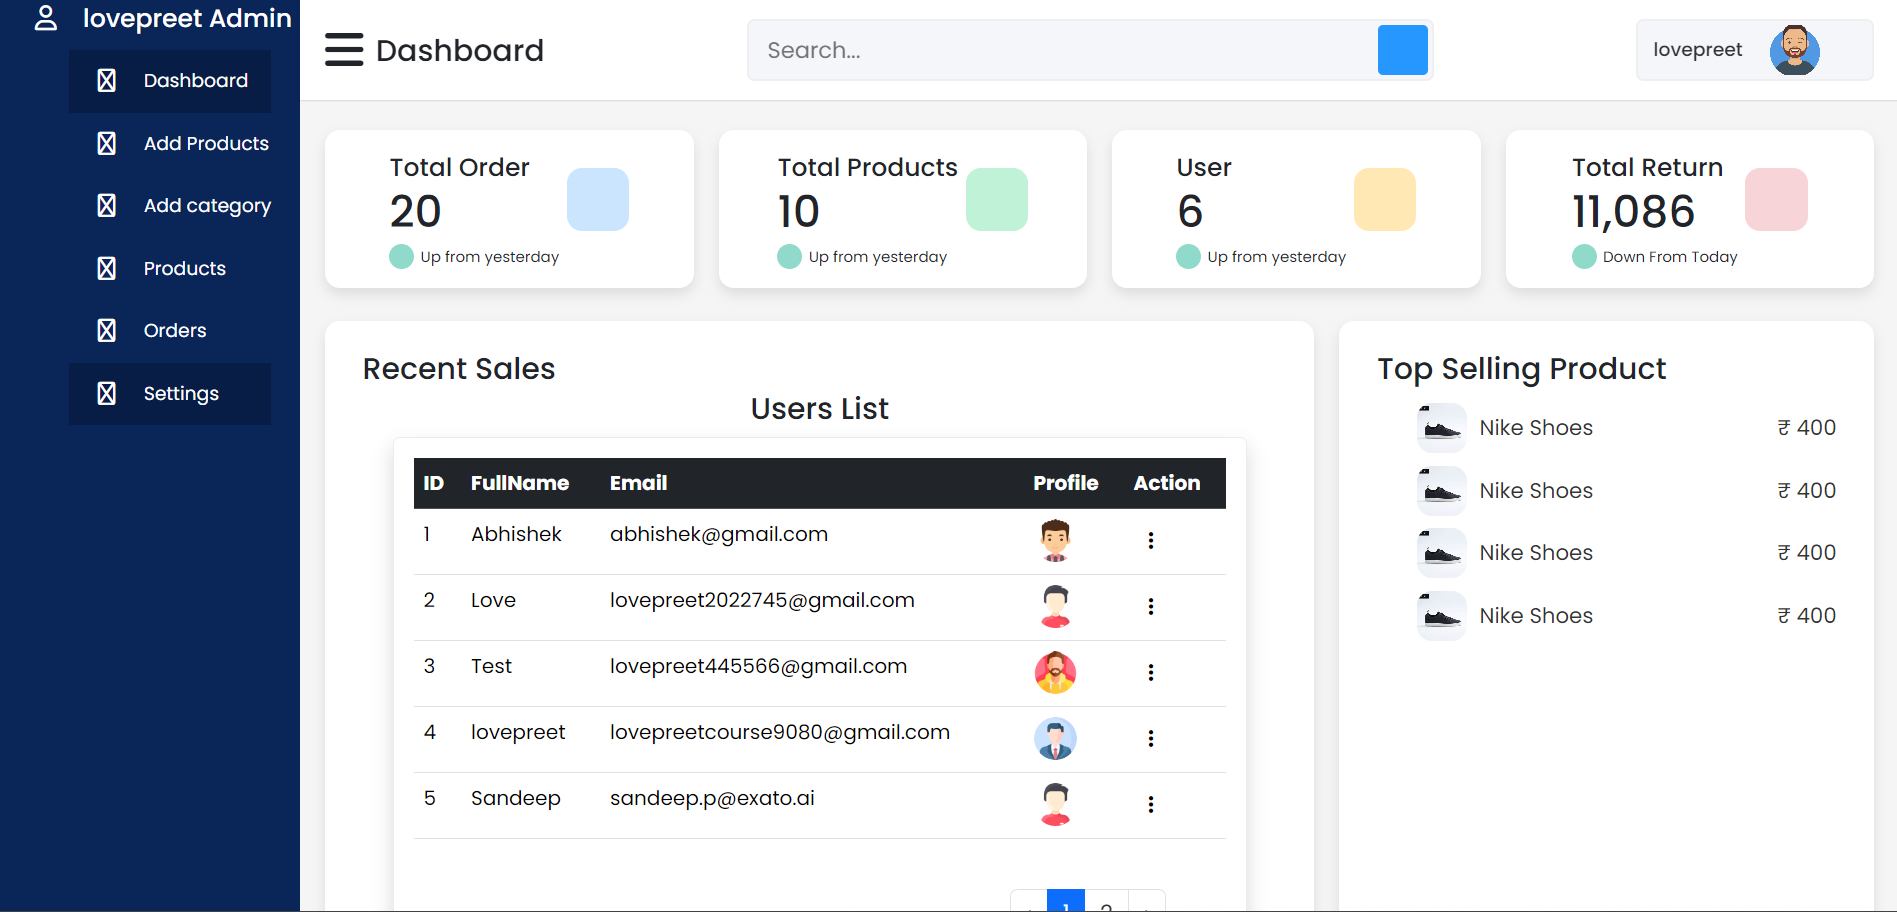 lovepreet Admin
Dashboard
Add Products
Add category
Products
Orders
Settings
Dashboard
Search...
lovepreet
Total Order
20
Up from yesterday
Total Products
10
Up from yesterday
User
6
Up from yesterday
Total Return
11,086
Down From Today
Recent Sales
Users List
ID FullName Email Profile Action
1 Abhishek abhishek@gmail.com
2 Love lovepreet2022745@gmail.com
3 Test lovepreet445566@gmail.com
4 lovepreet lovepreetcourse9080@gmail.com
5 Sandeep sandeep.p@exato.ai
1 2
Top Selling Product
Nike Shoes ₹ 400
Nike Shoes ₹ 400
Nike Shoes ₹ 400
Nike Shoes ₹ 400